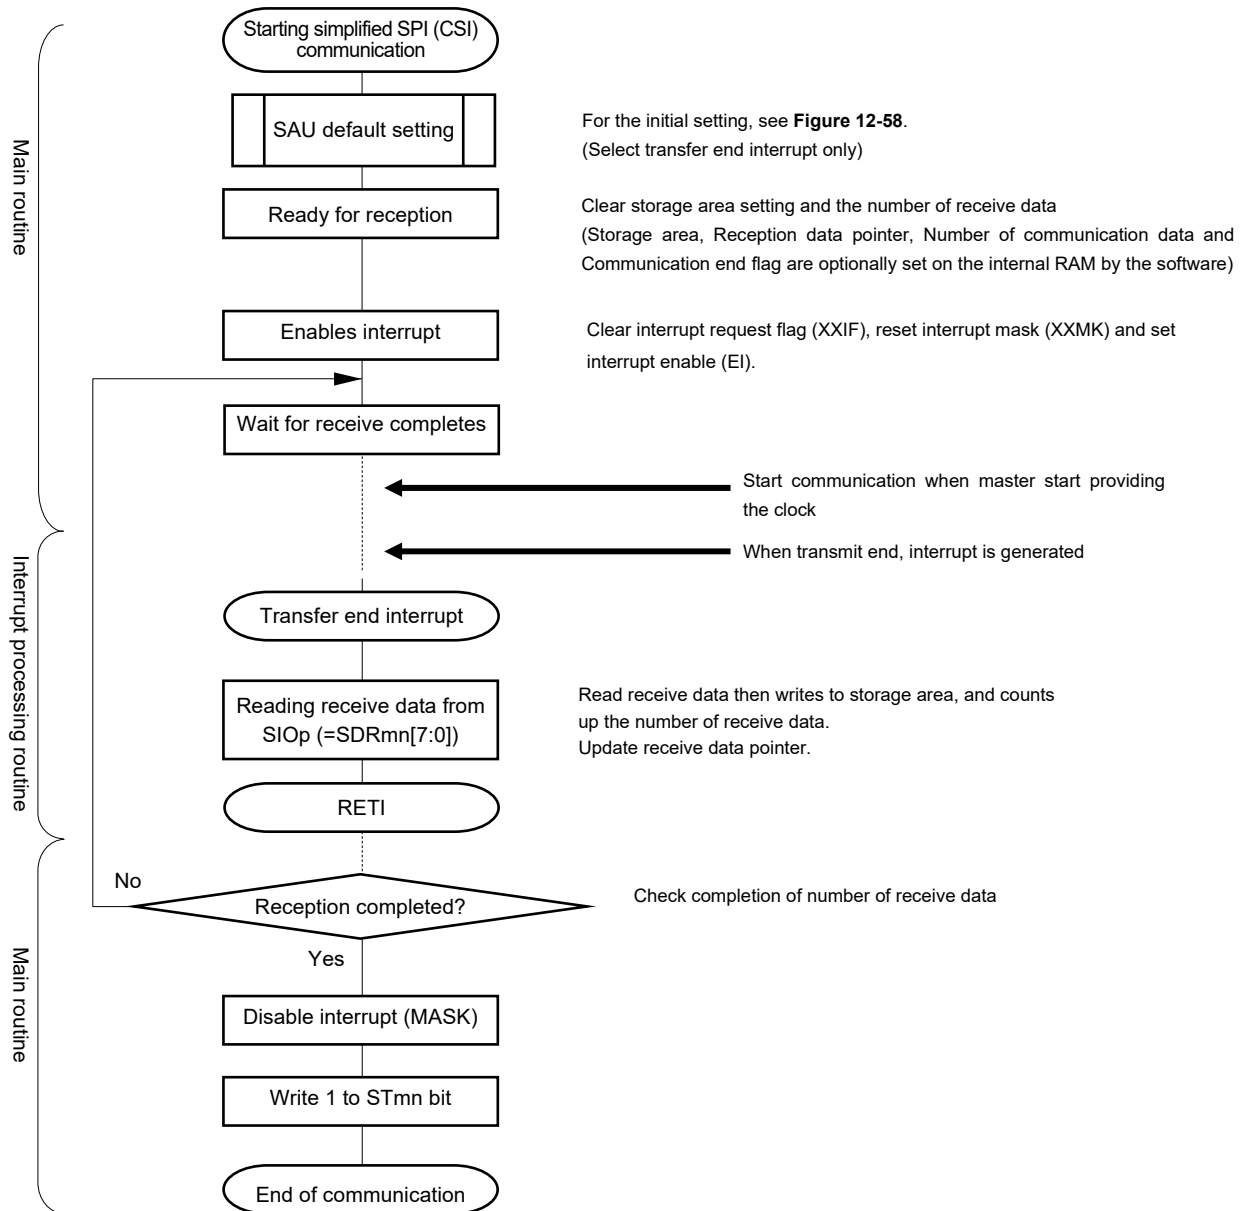 Starting simplified SPI (CSI)
communication
Main routine
SAU default setting
For the initial setting, see Figure 12-58.
(Select transfer end interrupt only)
Ready for reception
Clear storage area setting and the number of receive data
(Storage area, Reception data pointer, Number of communication data and
Communication end flag are optionally set on the internal RAM by the software)
Enables interrupt
Clear interrupt request flag (XXIF), reset interrupt mask (XXMK) and set
interrupt enable (EI).
Wait for receive completes
Start communication when master start providing
the clock
When transmit end, interrupt is generated
Interrupt processing routine
Transfer end interrupt
Reading receive data from
SIOp (=SDRmn[7:0])
Read receive data then writes to storage area, and counts
up the number of receive data.
Update receive data pointer.
RETI
No
Reception completed?
Check completion of number of receive data
Yes
Main routine
Disable interrupt (MASK)
Write 1 to STmn bit
End of communication